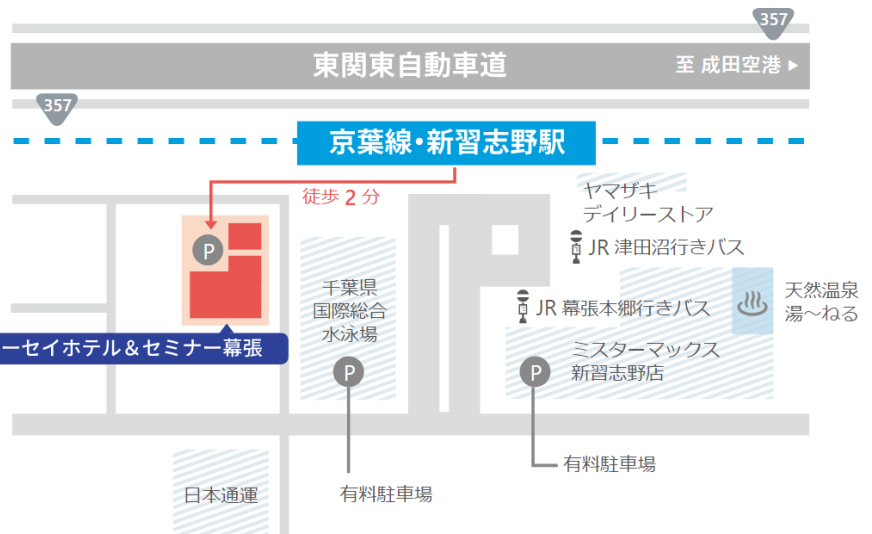 357
東関東自動車道
至 成田空港 ▶
357
京葉線・新習志野駅
徒歩 2 分
ヤマザキ
デイリーストア
JR 津田沼行きバス
P
千葉県
国際総合
水泳場
JR 幕張本郷行きバス
天然温泉
湯〜ねる
ーセイホテル＆セミナー幕張
ミスターマックス
新習志野店
P
P
有料駐車場
日本通運
有料駐車場